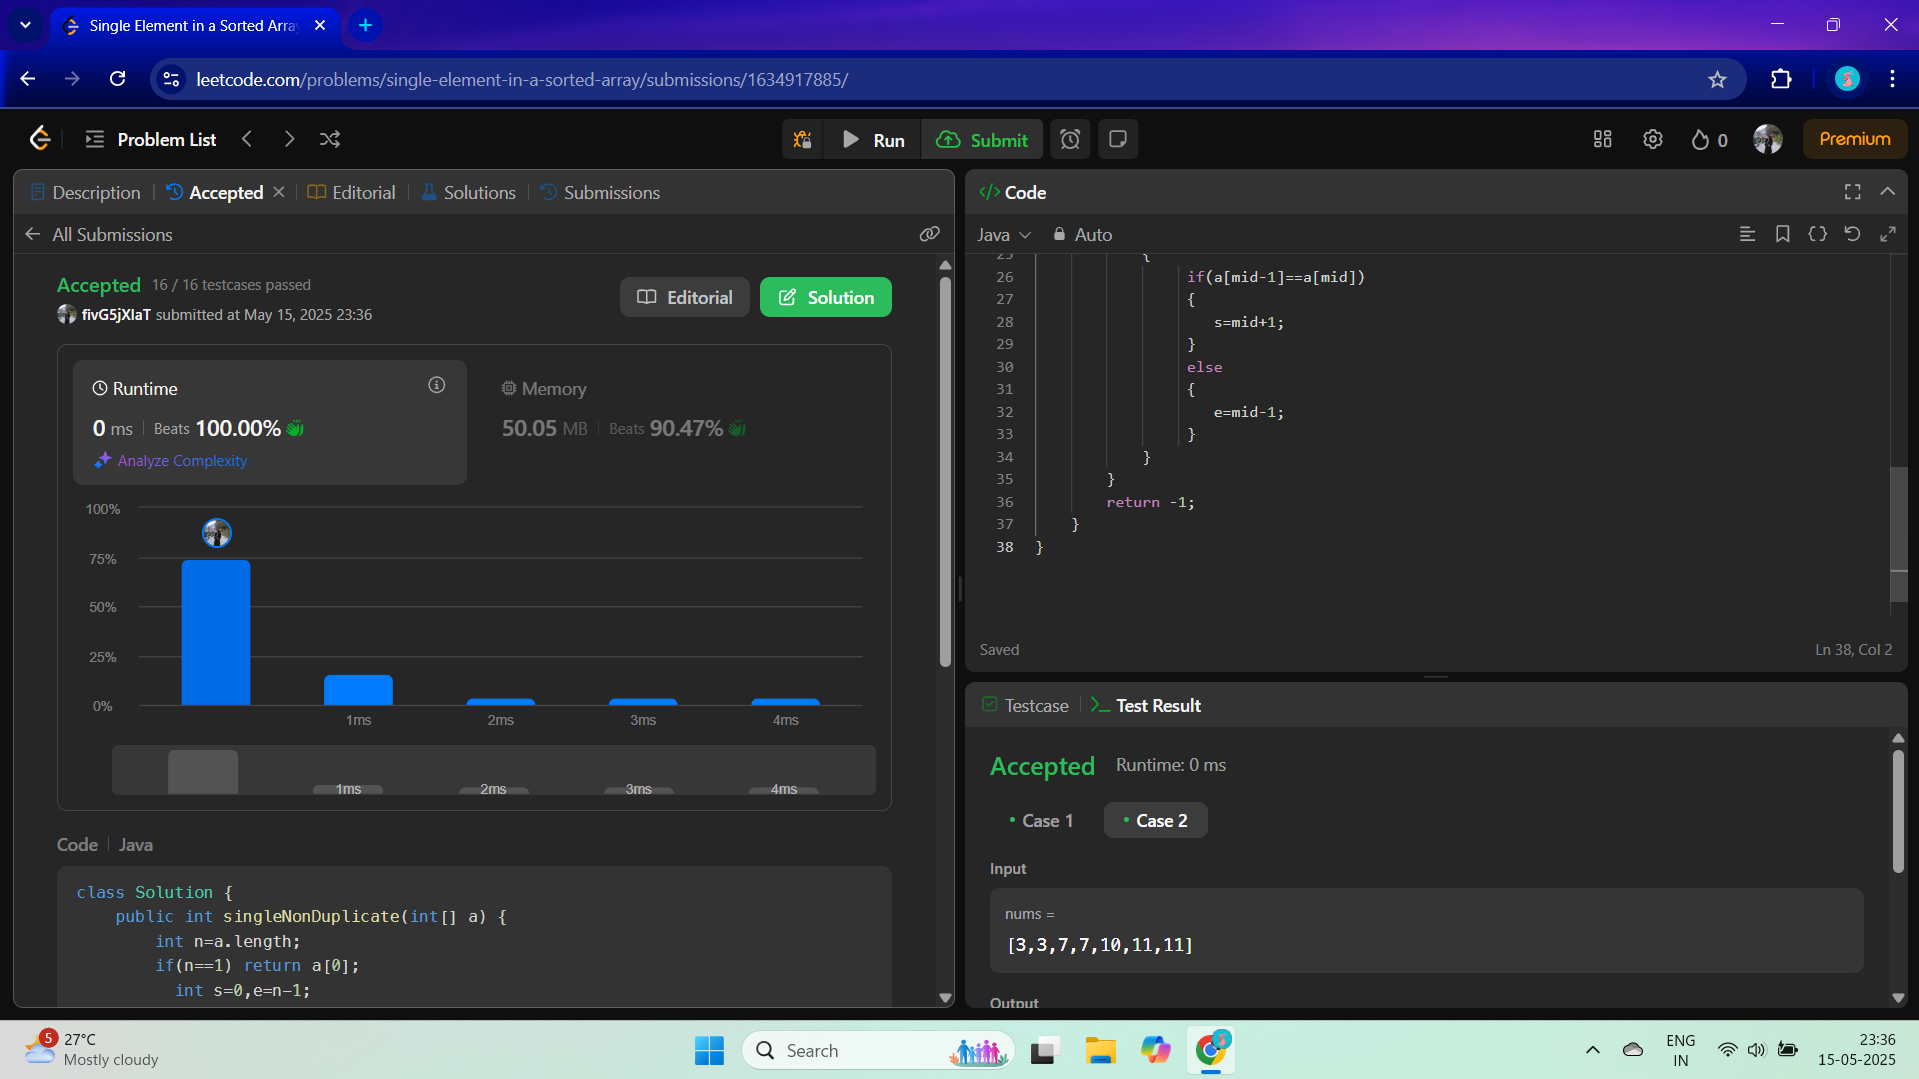 Single Element in a Sorted Arra
leetcode.com/problems/single-element-in-a-sorted-array/submissions/1634917885/
Problem List
Run
Submit
0
Premium
Description
Accepted
Editorial
Solutions
Submissions
All Submissions
Accepted 16 / 16 testcases passed
fivG5jXIaT submitted at May 15, 2025 23:36
Editorial
Solution
Runtime
0 ms Beats 100.00%
Analyze Complexity
Memory
50.05 MB Beats 90.47%
100%
75%
50%
25%
0%
1ms 2ms 3ms 4ms
1ms 2ms 3ms 4ms
Code Java
class Solution {
public int singleNonDuplicate(int[] a) {
int n=a.length;
if(n==1) return a[0];
int s=0,e=n-1;
</> Code
Java Auto
25 {
26 if(a[mid-1]==a[mid])
27 {
28 s=mid+1;
29 }
30 else
31 {
32 e=mid-1;
33 }
34 }
35 }
36 return -1;
37 }
38 }
Saved
Ln 38, Col 2
Testcase
Test Result
Accepted Runtime: 0 ms
Case 1
Case 2
Input
nums =
[3,3,7,7,10,11,11]
Output
5
27°C
Mostly cloudy
Search
ENG
IN
23:36
15-05-2025